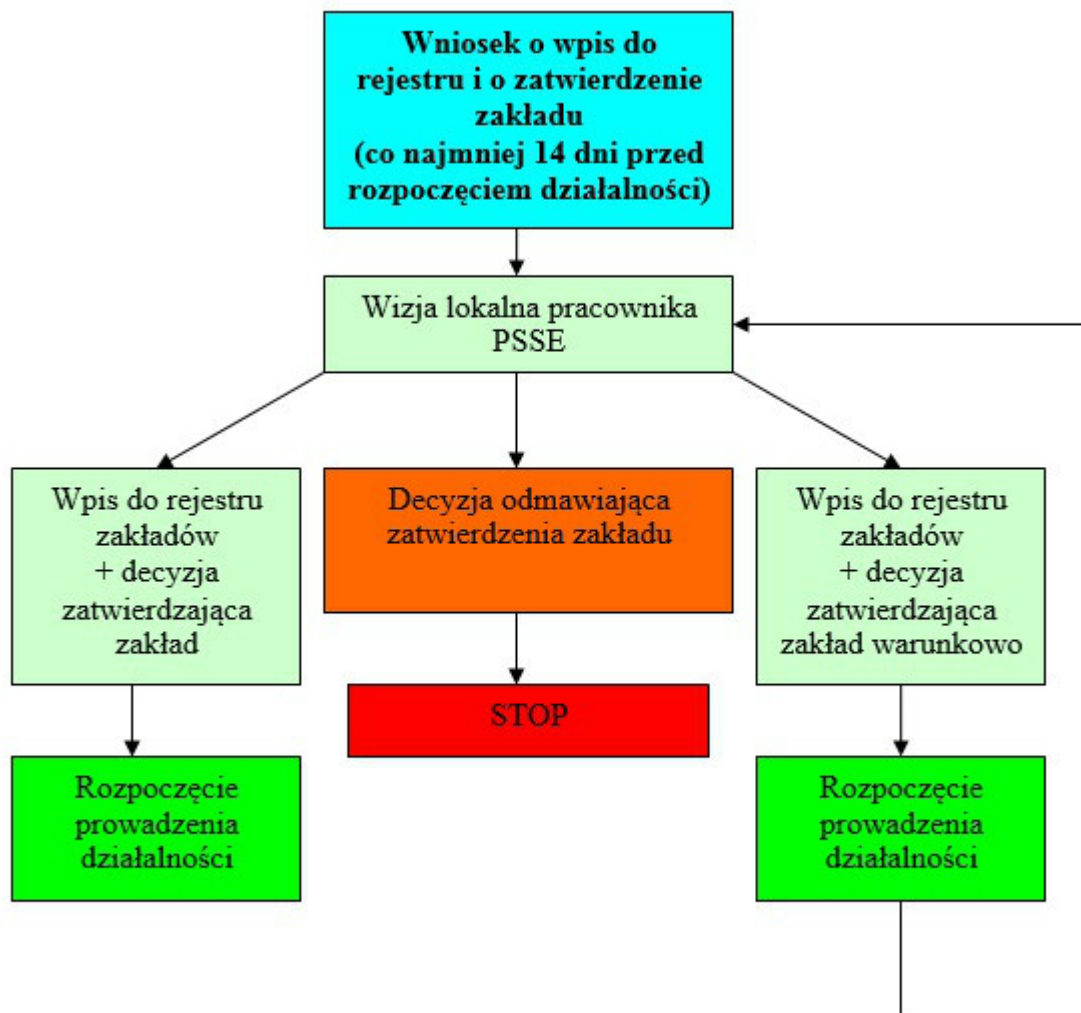 Wniosek o wpis do
rejestru i o zatwierdzenie
zakładu
(co najmniej 14 dni przed
rozpoczęciem działalności)
Wizja lokalna pracownika
PSSE
Wpis do rejestru
zakładów
+ decyzja
zatwierdzająca
zakład
Decyzja odmawiająca
zatwierdzenia zakładu
Wpis do rejestru
zakładów
+ decyzja
zatwierdzająca
zakład warunkowo
STOP
Rozpoczęcie
prowadzenia
działalności
Rozpoczęcie
prowadzenia
działalności